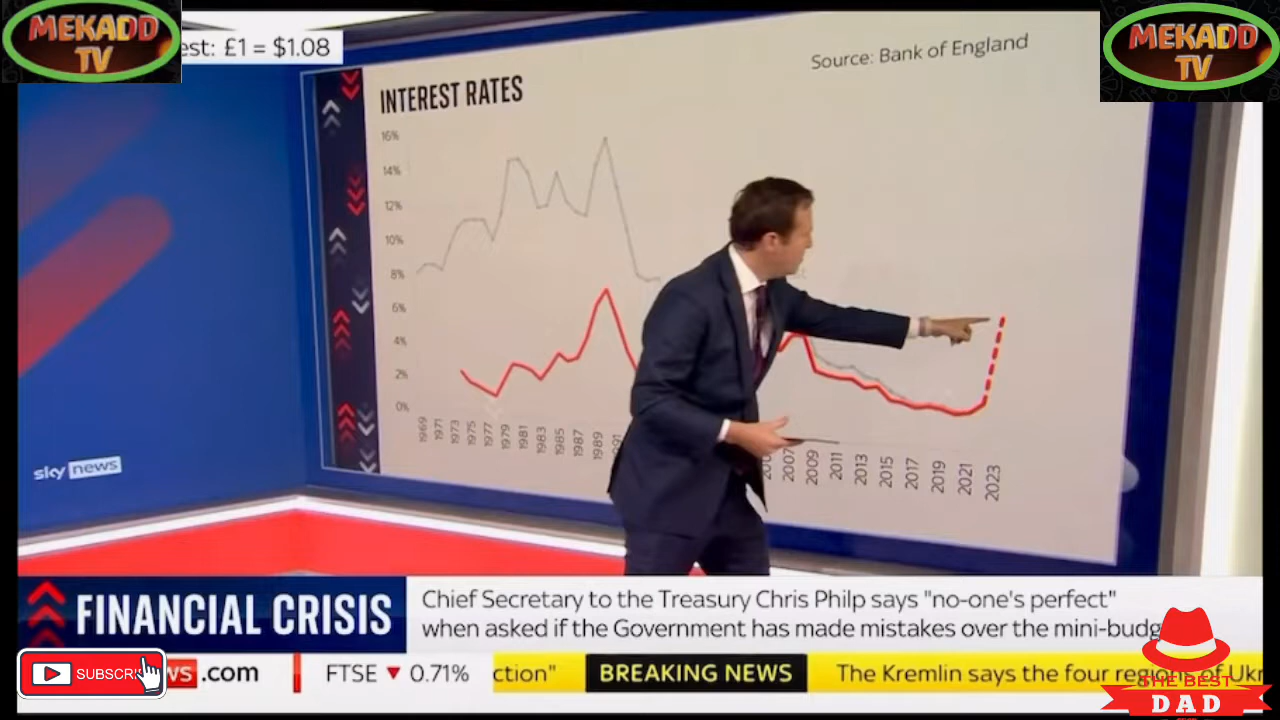 MEKADD
TV
est: £1 = $1.08
MEKADD
TV
Source: Bank of England
INTEREST RATES
16%
14%
12%
10%
8%
6%
4%
2%
0%
1969
1971
1973
1975
1977
1979
1981
1983
1985
1987
1989
2007
2009
2011
2013
2015
2017
2019
2021
2023
sky news
FINANCIAL CRISIS
Chief Secretary to the Treasury Chris Philp says "no-one's perfect"
when asked if the Government has made mistakes over the mini-budg
SUBSCRI
ws.com
FTSE ▼ 0.71%
ction"
BREAKING NEWS
The Kremlin says the four regions of Ukr
THE BEST
DAD